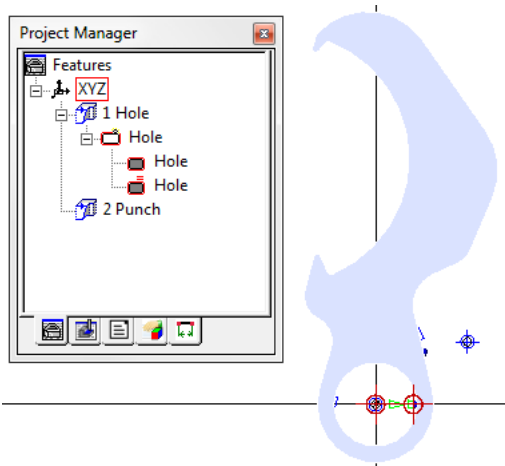 Project Manager
Features
XYZ
1 Hole
Hole
Hole
Hole
2 Punch